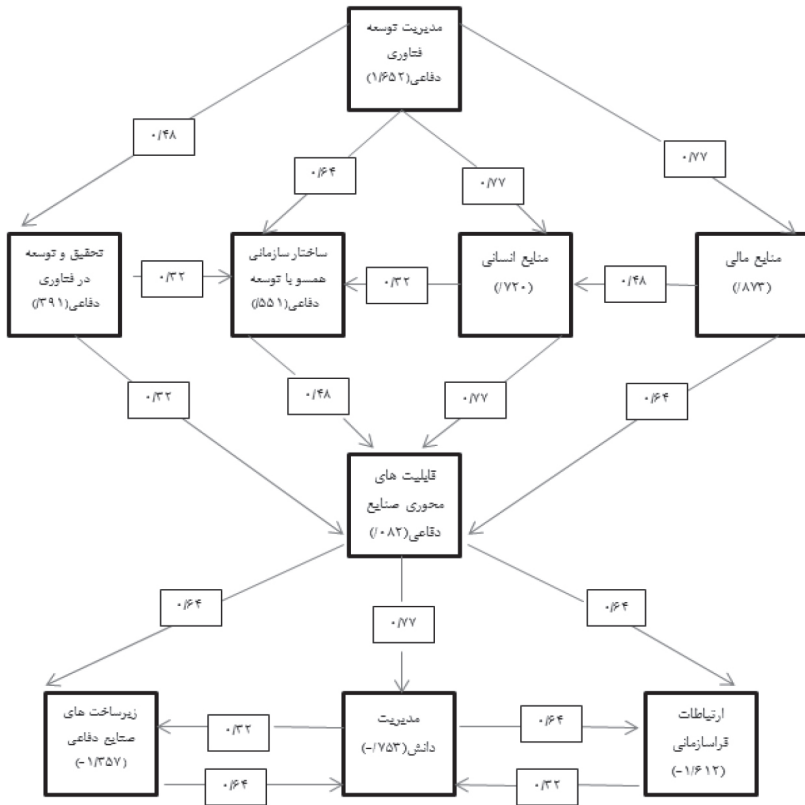 مدیریت توسعه
فناوری
دفاعی(۱/۶۵۲)
۰/۴۸
۰/۶۴
۰/۷۷
۰/۷۷
منابع مالی
(/۸۷۳)
۰/۴۸
منابع انسانی
(/۷۲۰)
۰/۳۲
ساختار سازمانی
همسو با توسعه
دفاعی(/۵۵۱)
۰/۳۲
تحقیق و توسعه
در فناوری
دفاعی(/۳۹۱)
۰/۶۴
۰/۷۷
۰/۴۸
۰/۳۲
قابلیت های
محوری صنایع
دفاعی(/۰۸۲)
۰/۶۴
۰/۷۷
۰/۶۴
ارتباطات
فراسازمانی
(-۱/۶۱۲)
۰/۶۴
۰/۳۲
مدیریت
دانش(-/۷۵۳)
۰/۳۲
۰/۶۴
زیرساخت های
صنایع دفاعی
(-۱/۳۵۷)